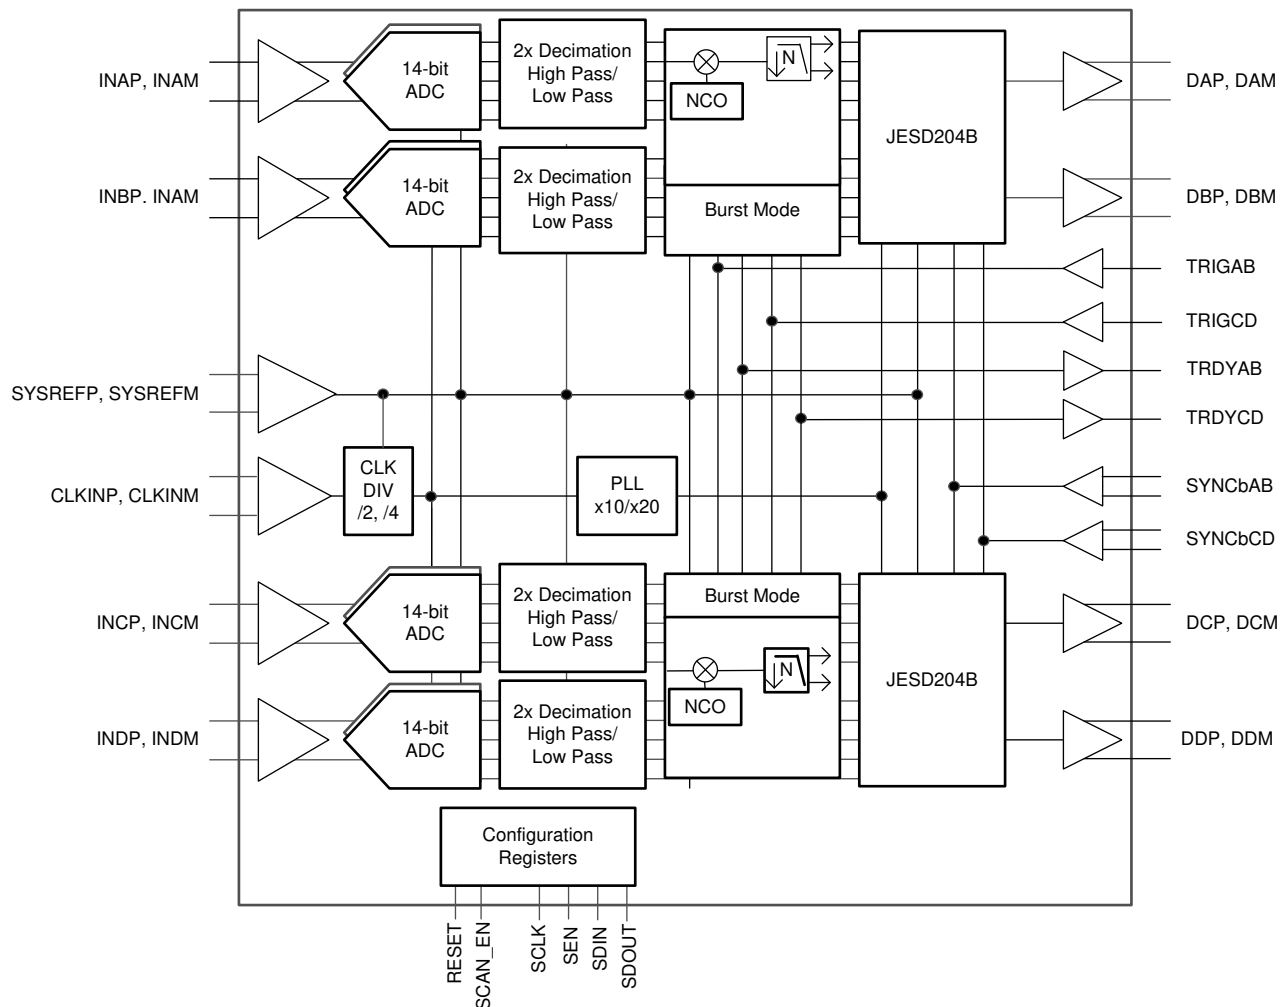 INAP, INAM
14-bit
ADC
2x Decimation
High Pass/
Low Pass
NCO
N
JESD204B
DAP, DAM
INBP. INAM
14-bit
ADC
2x Decimation
High Pass/
Low Pass
Burst Mode
DBP, DBM
TRIGAB
TRIGCD
TRDYAB
TRDYCD
SYSREFP, SYSREFM
CLKINP, CLKINM
CLK
DIV
/2, /4
PLL
x10/x20
SYNCbAB
SYNCbCD
INCP, INCM
14-bit
ADC
2x Decimation
High Pass/
Low Pass
Burst Mode
NCO
N
JESD204B
DCP, DCM
INDP, INDM
14-bit
ADC
2x Decimation
High Pass/
Low Pass
DDP, DDM
Configuration
Registers
RESET
SCAN_EN
SCLK
SEN
SDIN
SDOUT